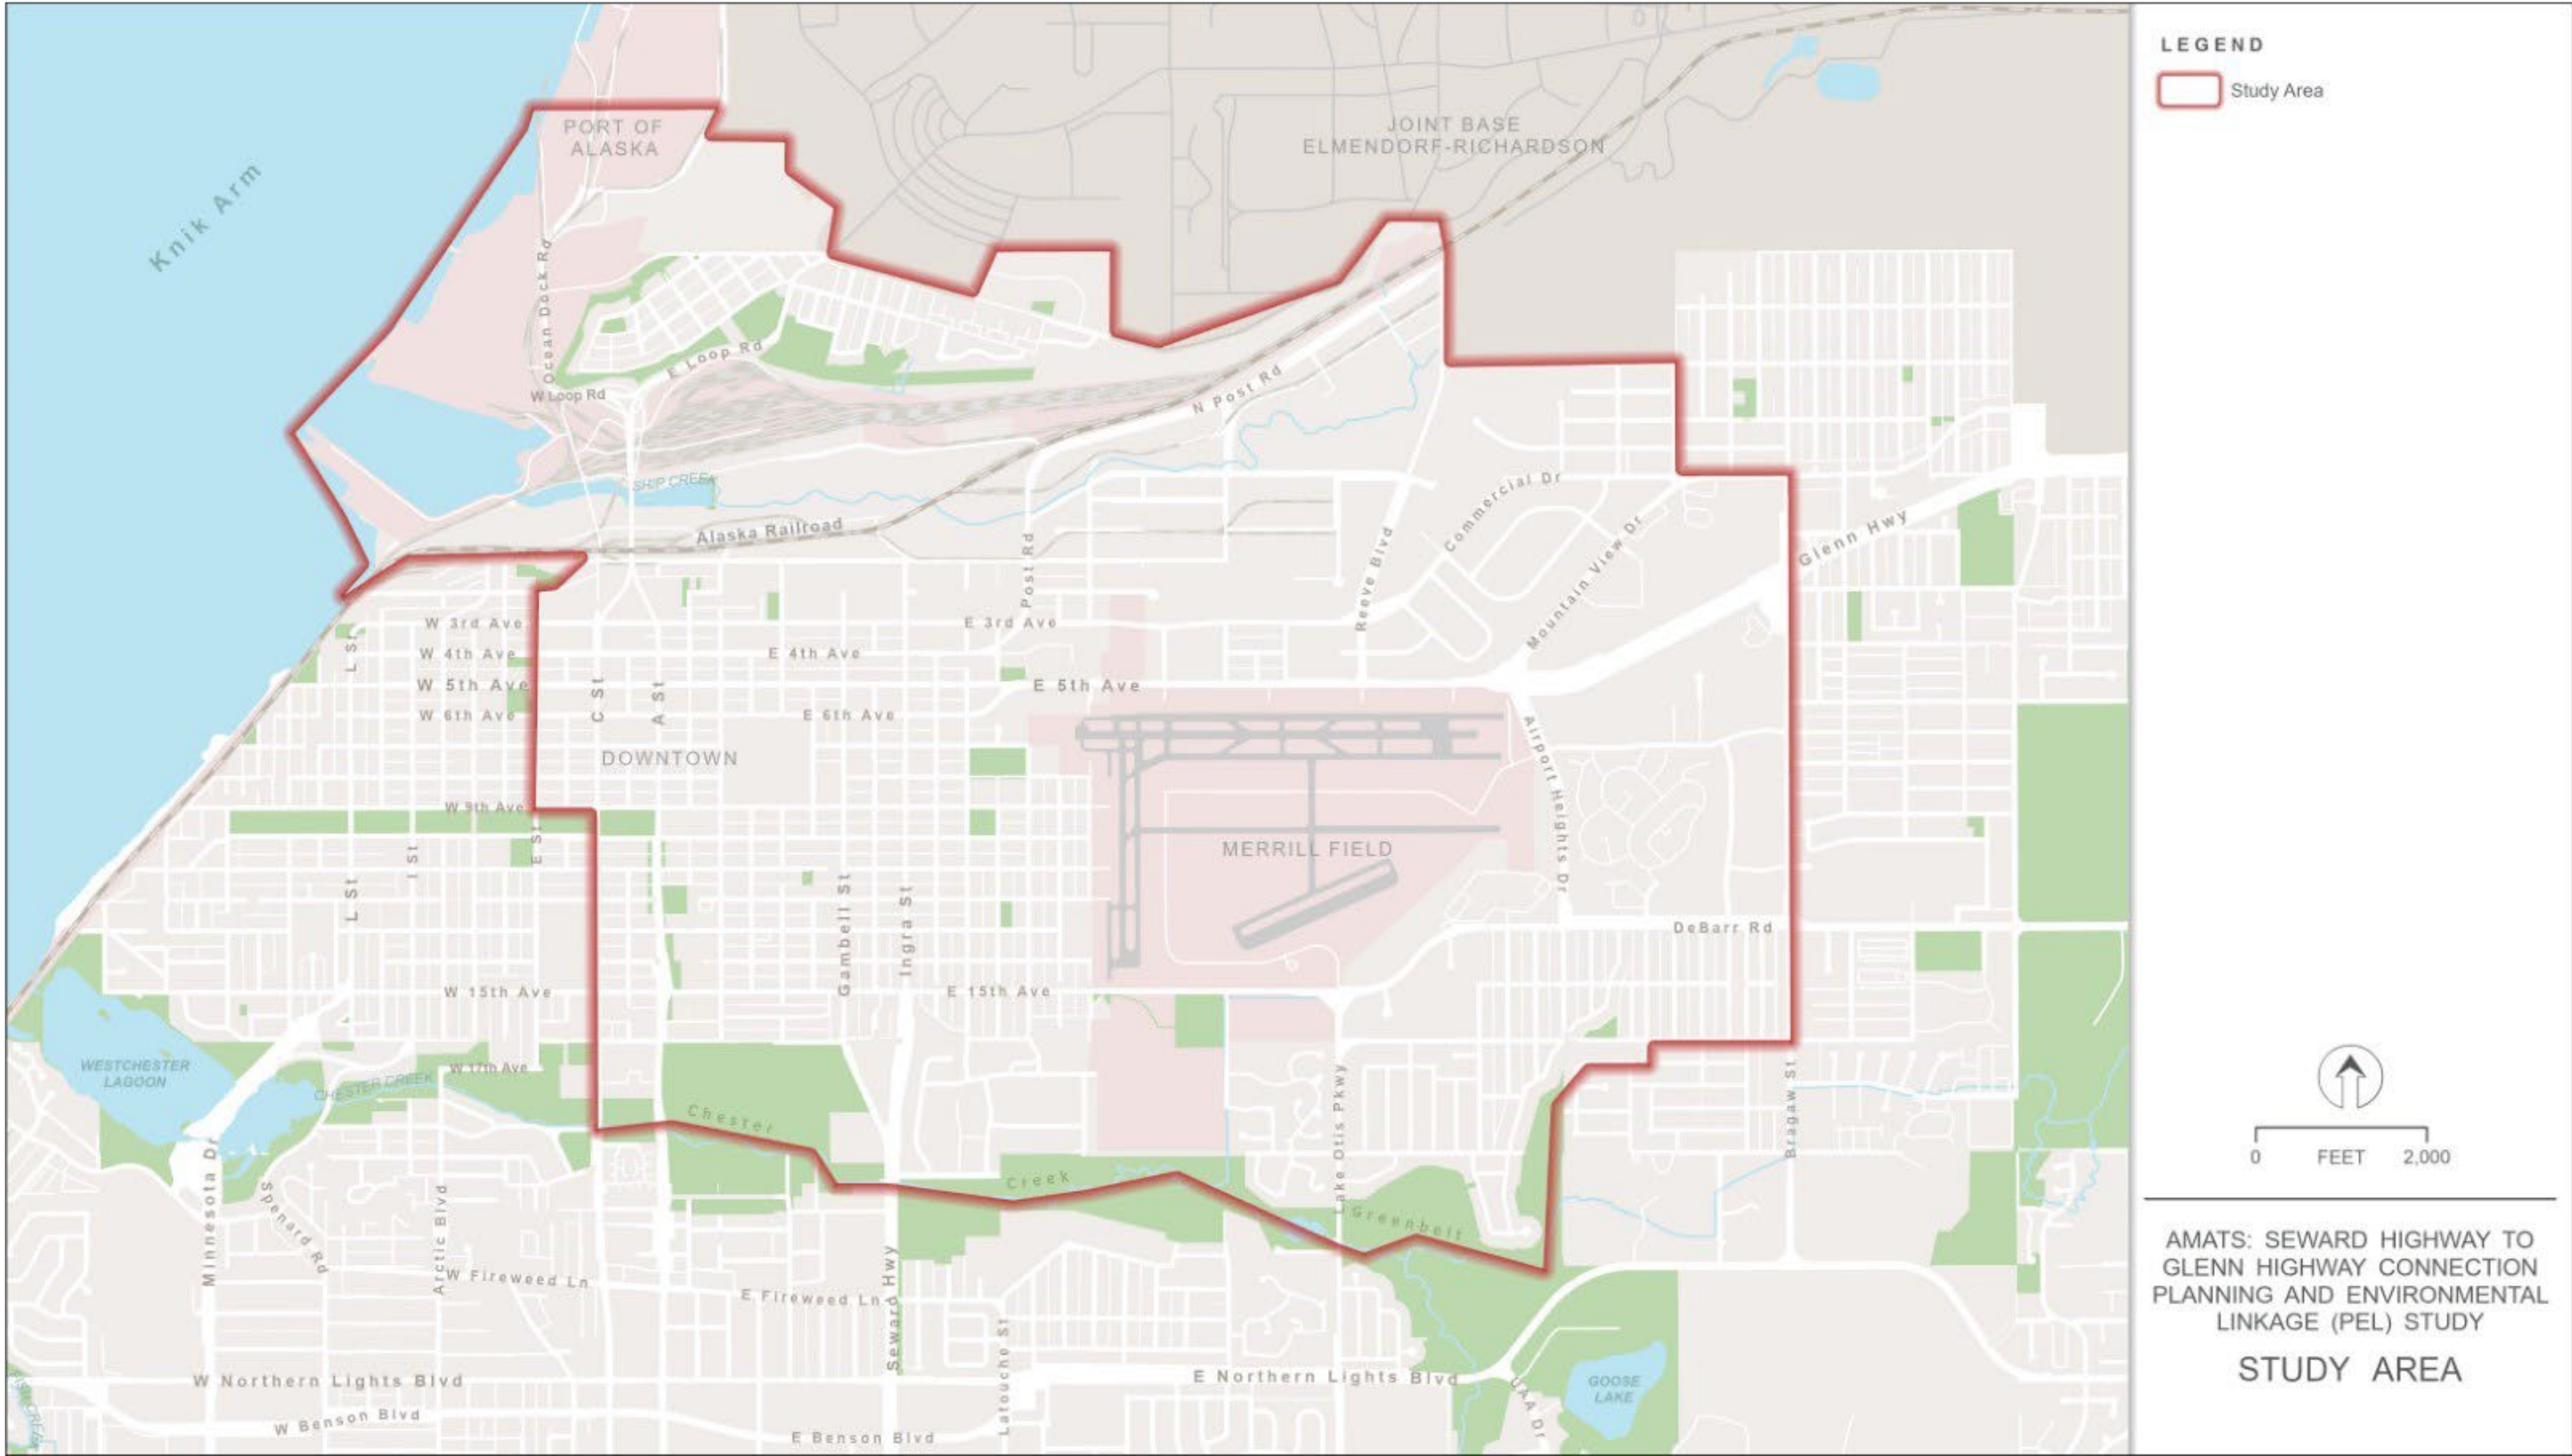 LEGEND
Study Area
PORT OF
ALASKA
JOINT BASE
ELMENDORF-RICHARDSON
Knik Arm
Ocean Dock Rd
E Loop Rd
W Loop Rd
N Post Rd
SHIP CREEK
Alaska Railroad
Commercial Dr
Mountain View Dr
Glenn Hwy
Post Rd
Reeve Blvd
W 3rd Ave
E 3rd Ave
L St
W 4th Ave
E 4th Ave
W 5th Ave
E 5th Ave
C St
A St
W 6th Ave
E 6th Ave
DOWNTOWN
Airport Heights Dr
W 9th Ave
E St
I St
MERRILL FIELD
L St
Gambell St
Ingra St
DeBarr Rd
W 15th Ave
E 15th Ave
WESTCHESTER
LAGOON
CHESTER CREEK
W 17th Ave
Chester
Creek
Greenbelt
Lake Otis Pkwy
Bragaw St
Minnesota Dr
Spenard Rd
Arctic Blvd
W Fireweed Ln
E Fireweed Ln
Seward Hwy
Latouche St
W Northern Lights Blvd
E Northern Lights Blvd
UAA Dr
GOOSE
LAKE
W Benson Blvd
E Benson Blvd
0 FEET 2,000
AMATS: SEWARD HIGHWAY TO
GLENN HIGHWAY CONNECTION
PLANNING AND ENVIRONMENTAL
LINKAGE (PEL) STUDY
STUDY AREA